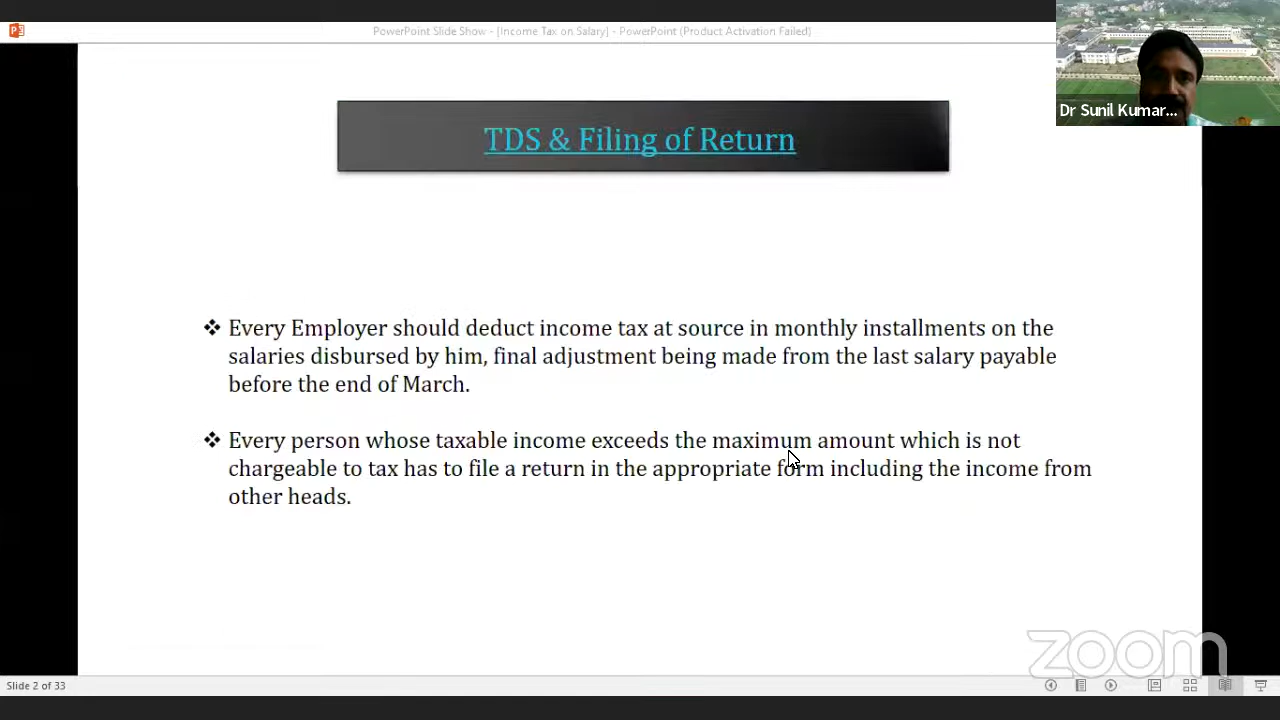 PowerPoint Slide Show - [Income Tax on Salary] - PowerPoint (Product Activation Failed)
Dr Sunil Kumar...
TDS & Filing of Return
❖ Every Employer should deduct income tax at source in monthly installments on the
salaries disbursed by him, final adjustment being made from the last salary payable
before the end of March.
❖ Every person whose taxable income exceeds the maximum amount which is not
chargeable to tax has to file a return in the appropriate form including the income from
other heads.
zoom
Slide 2 of 33